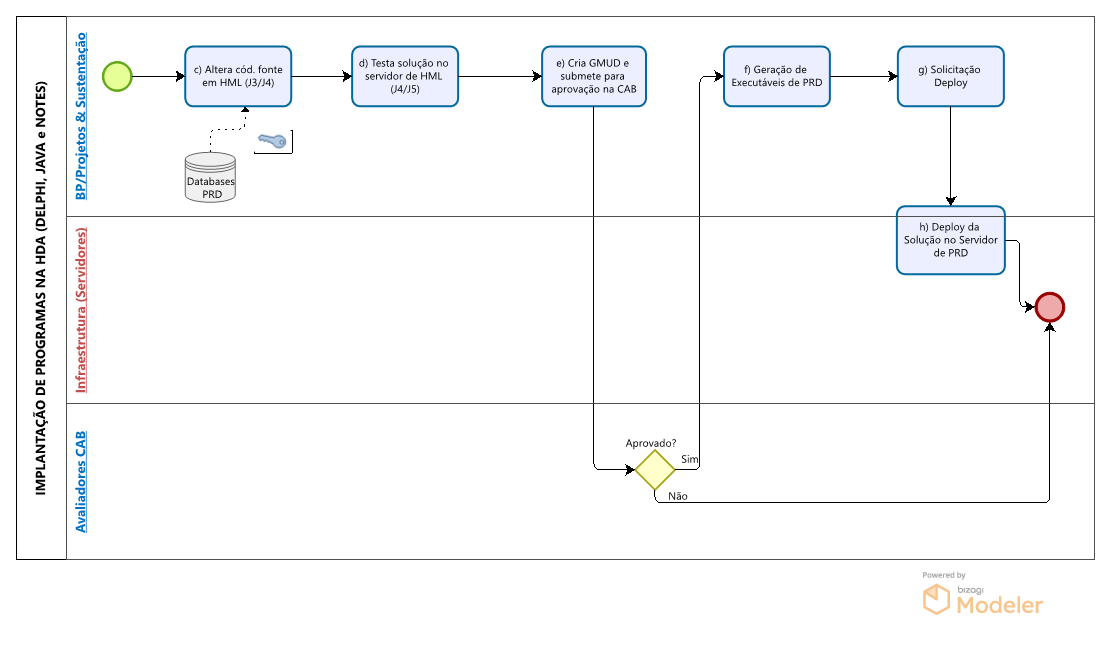 IMPLANTAÇÃO DE PROGRAMAS NA HDA (DELPHI, JAVA e NOTES)
BP/Projetos & Sustentação
c) Altera cód. fonte
em HML (J3/J4)
d) Testa solução no
servidor de HML
(J4/J5)
e) Cria GMUD e
submete para
aprovação na CAB
f) Geração de
Executáveis de PRD
g) Solicitação
Deploy
Databases
PRD
Infraestrutura (Servidores)
h) Deploy da
Solução no Servidor
de PRD
Avaliadores CAB
Aprovado?
Sim
Não
Powered by
bizagi
Modeler